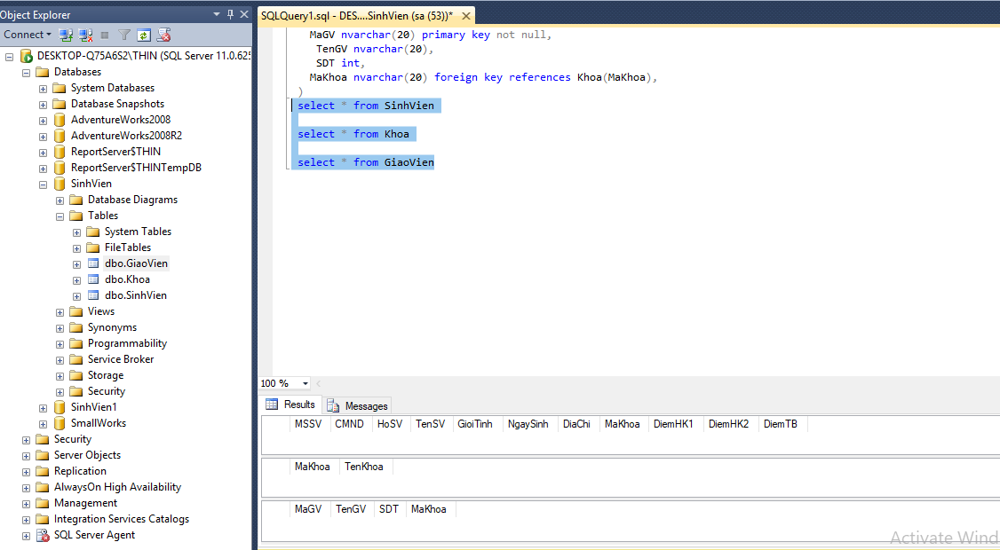 Object Explorer
Connect
DESKTOP-Q75A6S2\THIN (SQL Server 11.0.625
Databases
System Databases
Database Snapshots
AdventureWorks2008
AdventureWorks2008R2
ReportServer$THIN
ReportServer$THINTempDB
SinhVien
Database Diagrams
Tables
System Tables
FileTables
dbo.GiaoVien
dbo.Khoa
dbo.SinhVien
Views
Synonyms
Programmability
Service Broker
Storage
Security
SinhVien1
SmallWorks
Security
Server Objects
Replication
AlwaysOn High Availability
Management
Integration Services Catalogs
SQL Server Agent
SQLQuery1.sql - DES....SinhVien (sa (53))*
MaGV nvarchar(20) primary key not null,
TenGV nvarchar(20),
SDT int,
MaKhoa nvarchar(20) foreign key references Khoa(MaKhoa),
)
select * from SinhVien
select * from Khoa
select * from GiaoVien
100 %
Results Messages
MSSV CMND HoSV TenSV GioiTinh NgaySinh DiaChi MaKhoa DiemHK1 DiemHK2 DiemTB
MaKhoa TenKhoa
MaGV TenGV SDT MaKhoa
Activate Wind